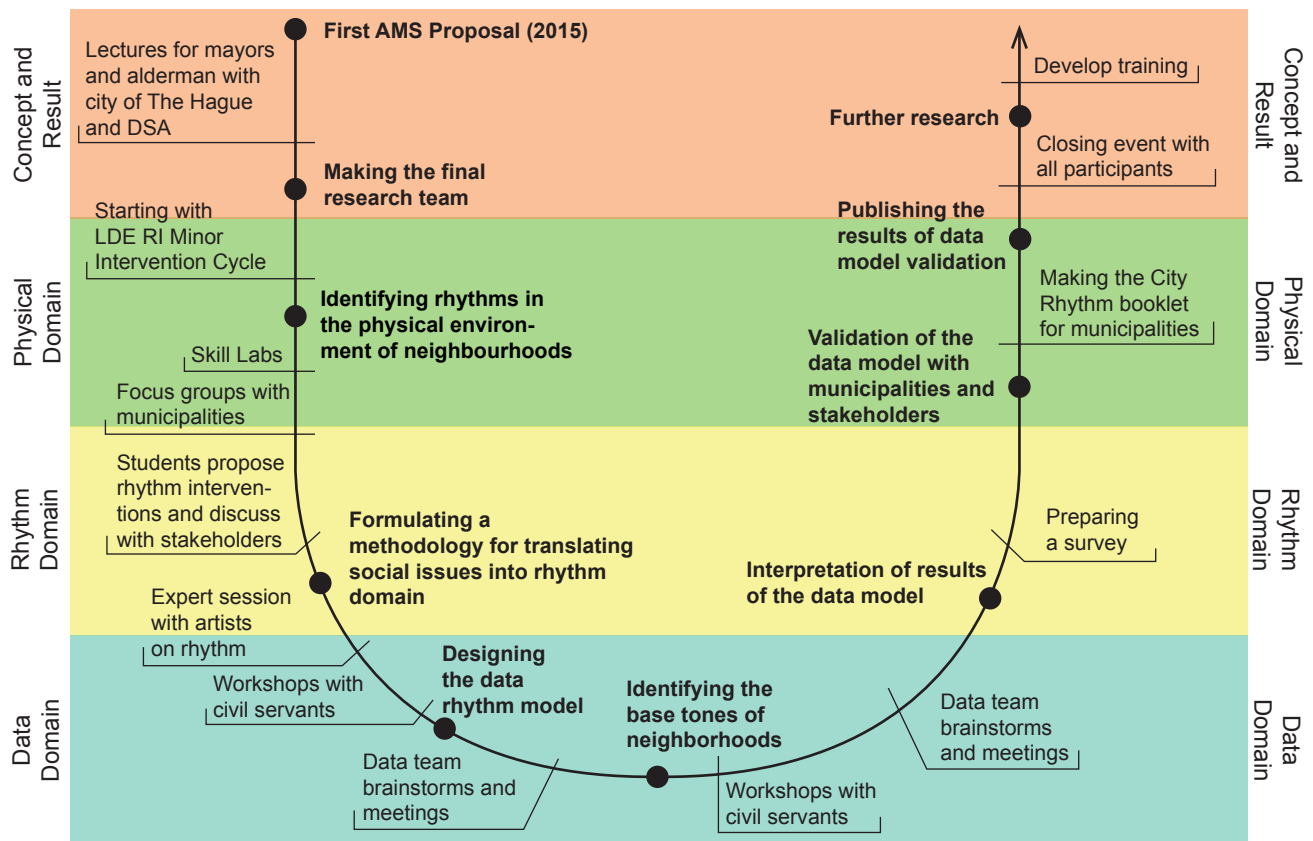 First AMS Proposal (2015)
Lectures for mayors
and alderman with
city of The Hague
and DSA
Making the final
research team
Starting with
LDE RI Minor
Intervention Cycle
Identifying rhythms in
the physical environ-
ment of neighbourhoods
Skill Labs
Focus groups with
municipalities
Students propose
rhythm interven-
tions and discuss
with stakeholders
Formulating a
methodology for translating
social issues into rhythm
domain
Expert session
with artists
on rhythm
Workshops with
civil servants
Designing
the data
rhythm model
Data team
brainstorms and
meetings
Identifying the
base tones of
neighborhoods
Workshops with
civil servants
Data team
brainstorms
and meetings
Interpretation of results
of the data model
Preparing
a survey
Validation of the
data model with
municipalities and
stakeholders
Making the City
Rhythm booklet
for municipalities
Publishing the
results of data
model validation
Closing event with
all participants
Further research
Develop training
Concept and
Result
Physical
Domain
Rhythm
Domain
Data
Domain
Concept and
Result
Physical
Domain
Rhythm
Domain
Data
Domain